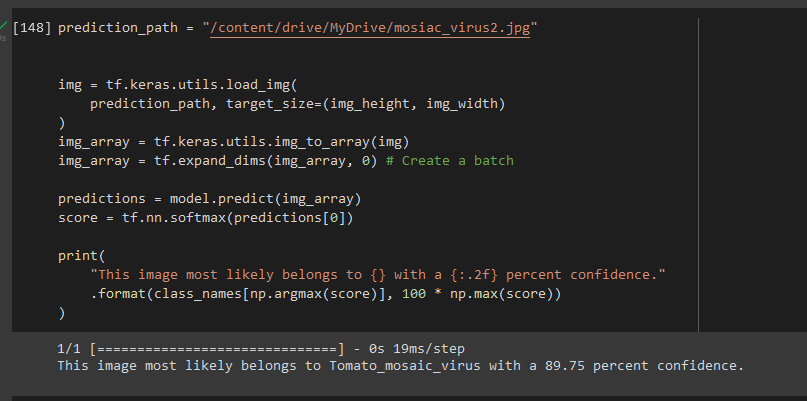 [148] prediction_path = "/content/drive/MyDrive/mosiac_virus2.jpg"
img = tf.keras.utils.load_img(
prediction_path, target_size=(img_height, img_width)
)
img_array = tf.keras.utils.img_to_array(img)
img_array = tf.expand_dims(img_array, 0) # Create a batch
predictions = model.predict(img_array)
score = tf.nn.softmax(predictions[0])
print(
"This image most likely belongs to {} with a {:.2f} percent confidence."
.format(class_names[np.argmax(score)], 100 * np.max(score))
)
1/1 [==============================] - 0s 19ms/step
This image most likely belongs to Tomato_mosaic_virus with a 89.75 percent confidence.